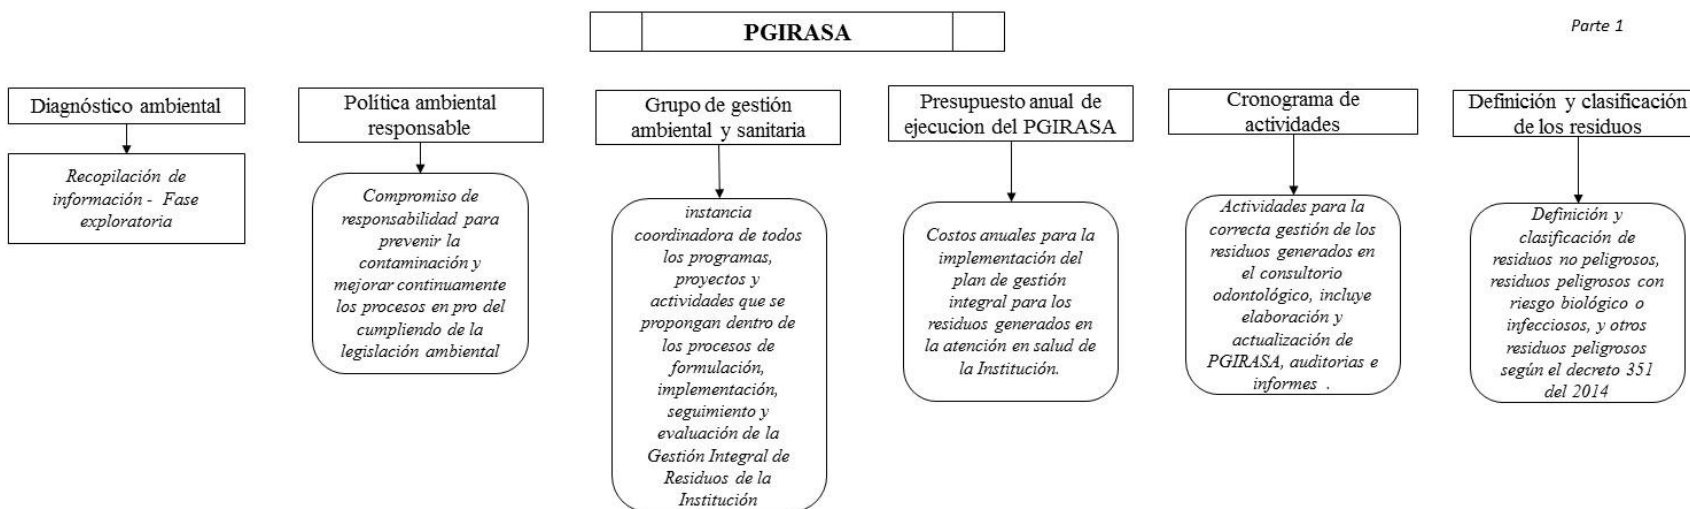 PGIRASA
Parte 1
Diagnóstico ambiental
Recopilación de
información - Fase
exploratoria
Política ambiental
responsable
Compromiso de
responsabilidad para
prevenir la
contaminación y
mejorar continuamente
los procesos en pro del
cumpliendo de la
legislación ambiental
Grupo de gestión
ambiental y sanitaria
instancia
coordinadora de todos
los programas,
proyectos y
actividades que se
propongan dentro de
los procesos de
formulación,
implementación,
seguimiento y
evaluación de la
Gestión Integral de
Residuos de la
Institución
Presupuesto anual de
ejecucion del PGIRASA
Costos anuales para la
implementación del
plan de gestión
integral para los
residuos generados en
la atención en salud de
la Institución.
Cronograma de
actividades
Actividades para la
correcta gestión de los
residuos generados en
el consultorio
odontológico, incluye
elaboración y
actualización de
PGIRASA, auditorias e
informes .
Definición y clasificación
de los residuos
Definición y
clasificación de
residuos no peligrosos,
residuos peligrosos con
riesgo biológico o
infecciosos, y otros
residuos peligrosos
según el decreto 351
del 2014